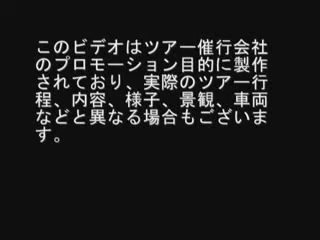 このビデオはツアー催行会社
のプロモーション目的に製作
されており、実際のツアー行
程、内容、様子、景観、車両
などと異なる場合もございま
す。